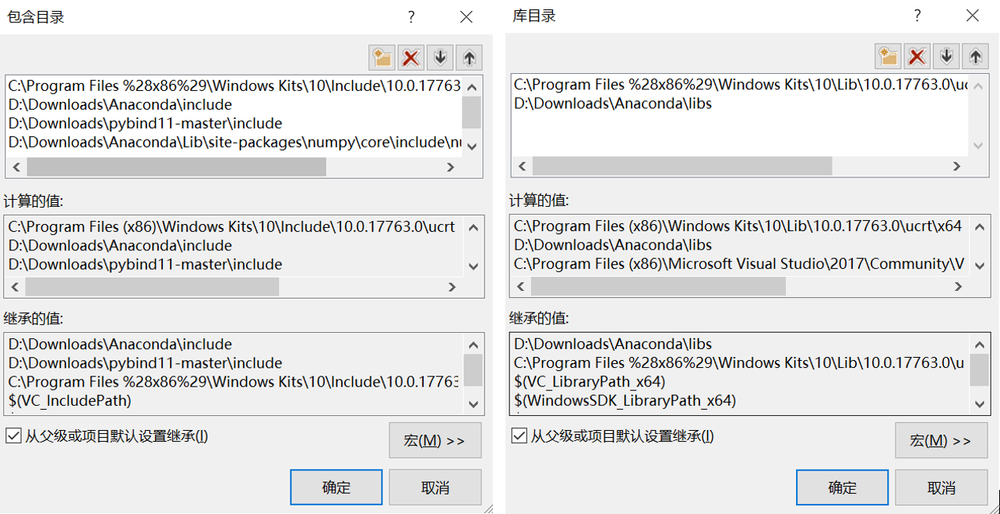 包含目录
C:\Program Files %28x86%29\Windows Kits\10\Include\10.0.17763
D:\Downloads\Anaconda\include
D:\Downloads\pybind11-master\include
D:\Downloads\Anaconda\Lib\site-packages\numpy\core\include\nu
计算的值:
C:\Program Files (x86)\Windows Kits\10\Include\10.0.17763.0\ucrt
D:\Downloads\Anaconda\include
D:\Downloads\pybind11-master\include
继承的值:
D:\Downloads\Anaconda\include
D:\Downloads\pybind11-master\include
C:\Program Files %28x86%29\Windows Kits\10\Include\10.0.17763
$(VC_IncludePath)
从父级或项目默认设置继承(I)
宏(M) >>
确定
取消
库目录
C:\Program Files %28x86%29\Windows Kits\10\Lib\10.0.17763.0\uc
D:\Downloads\Anaconda\libs
计算的值:
C:\Program Files (x86)\Windows Kits\10\Lib\10.0.17763.0\ucrt\x64
D:\Downloads\Anaconda\libs
C:\Program Files (x86)\Microsoft Visual Studio\2017\Community\V
继承的值:
D:\Downloads\Anaconda\libs
C:\Program Files %28x86%29\Windows Kits\10\Lib\10.0.17763.0\u
$(VC_LibraryPath_x64)
$(WindowsSDK_LibraryPath_x64)
从父级或项目默认设置继承(I)
宏(M) >>
确定
取消